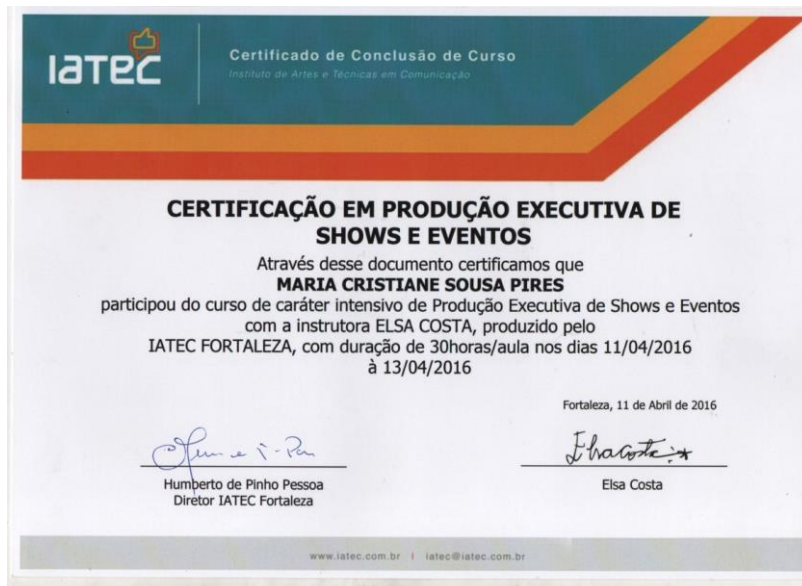 IATEC
Certificado de Conclusão de Curso
Instituto de Artes e Técnicas em Comunicação
CERTIFICAÇÃO EM PRODUÇÃO EXECUTIVA DE
SHOWS E EVENTOS
Através desse documento certificamos que
MARIA CRISTIANE SOUSA PIRES
participou do curso de caráter intensivo de Produção Executiva de Shows e Eventos
com a instrutora ELSA COSTA, produzido pelo
IATEC FORTALEZA, com duração de 30horas/aula nos dias 11/04/2016
à 13/04/2016
Fortaleza, 11 de Abril de 2016
Elsa Costa
Humberto de Pinho Pessoa
Diretor IATEC Fortaleza
Elsa Costa
www.iatec.com.br | iatec@iatec.com.br